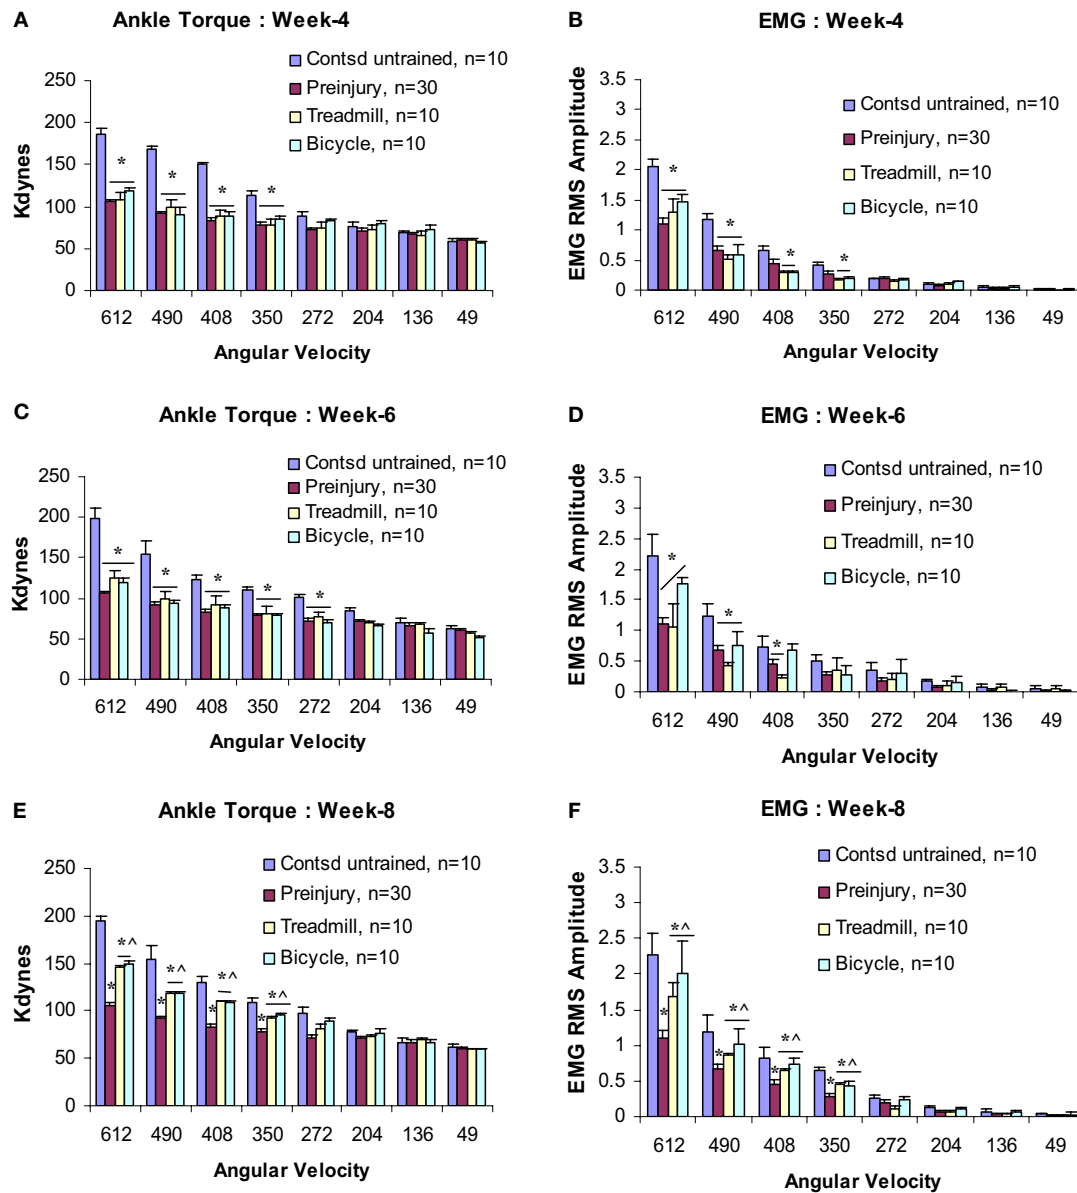 A
Ankle Torque : Week-4
Contsd untrained, n=10
Preinjury, n=30
Treadmill, n=10
Bicycle, n=10
Kdynes
250
200
150
100
50
0
* * * *
612 490 408 350 272 204 136 49
Angular Velocity
B
EMG : Week-4
Contsd untrained, n=10
Preinjury, n=30
Treadmill, n=10
Bicycle, n=10
EMG RMS Amplitude
3.5
3
2.5
2
1.5
1
0.5
0
* * * *
612 490 408 350 272 204 136 49
Angular Velocity
C
Ankle Torque : Week-6
Contsd untrained, n=10
Preinjury, n=30
Treadmill, n=10
Bicycle, n=10
Kdynes
250
200
150
100
50
0
* * * * *
612 490 408 350 272 204 136 49
Angular Velocity
D
EMG : Week-6
Contsd untrained, n=10
Preinjury, n=30
Treadmill, n=10
Bicycle, n=10
EMG RMS Amplitude
3.5
3
2.5
2
1.5
1
0.5
0
* * *
612 490 408 350 272 204 136 49
Angular Velocity
E
Ankle Torque : Week-8
Contsd untrained, n=10
Preinjury, n=30
Treadmill, n=10
Bicycle, n=10
Kdynes
250
200
150
100
50
0
* *^ * *^ * *^ * *^
612 490 408 350 272 204 136 49
Angular Velocity
F
EMG : Week-8
Contsd untrained, n=10
Preinjury, n=30
Treadmill, n=10
Bicycle, n=10
EMG RMS Amplitude
3.5
3
2.5
2
1.5
1
0.5
0
* *^ * *^ * *^ * *^
612 490 408 350 272 204 136 49
Angular Velocity